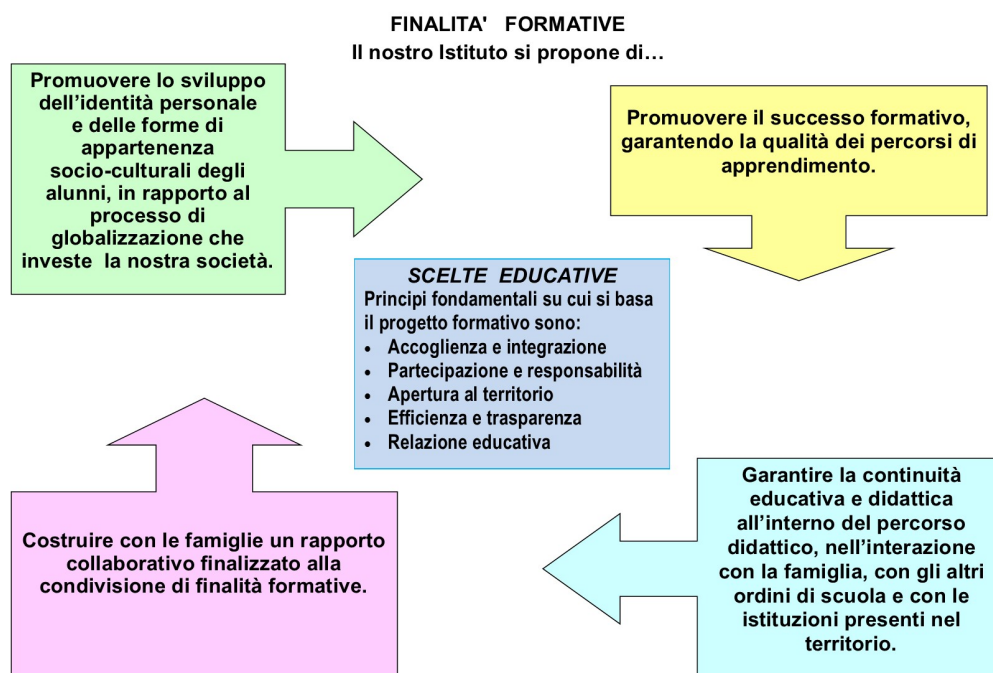 FINALITA' FORMATIVE
Il nostro Istituto si propone di…
Promuovere lo sviluppo
dell'identità personale
e delle forme di
appartenenza
socio-culturali degli
alunni, in rapporto al
processo di
globalizzazione che
investe la nostra società.
Promuovere il successo formativo,
garantendo la qualità dei percorsi di
apprendimento.
SCELTE EDUCATIVE
Principi fondamentali su cui si basa
il progetto formativo sono:
• Accoglienza e integrazione
• Partecipazione e responsabilità
• Apertura al territorio
• Efficienza e trasparenza
• Relazione educativa
Costruire con le famiglie un rapporto
collaborativo finalizzato alla
condivisione di finalità formative.
Garantire la continuità
educativa e didattica
all'interno del percorso
didattico, nell'interazione
con la famiglia, con gli altri
ordini di scuola e con le
istituzioni presenti nel
territorio.